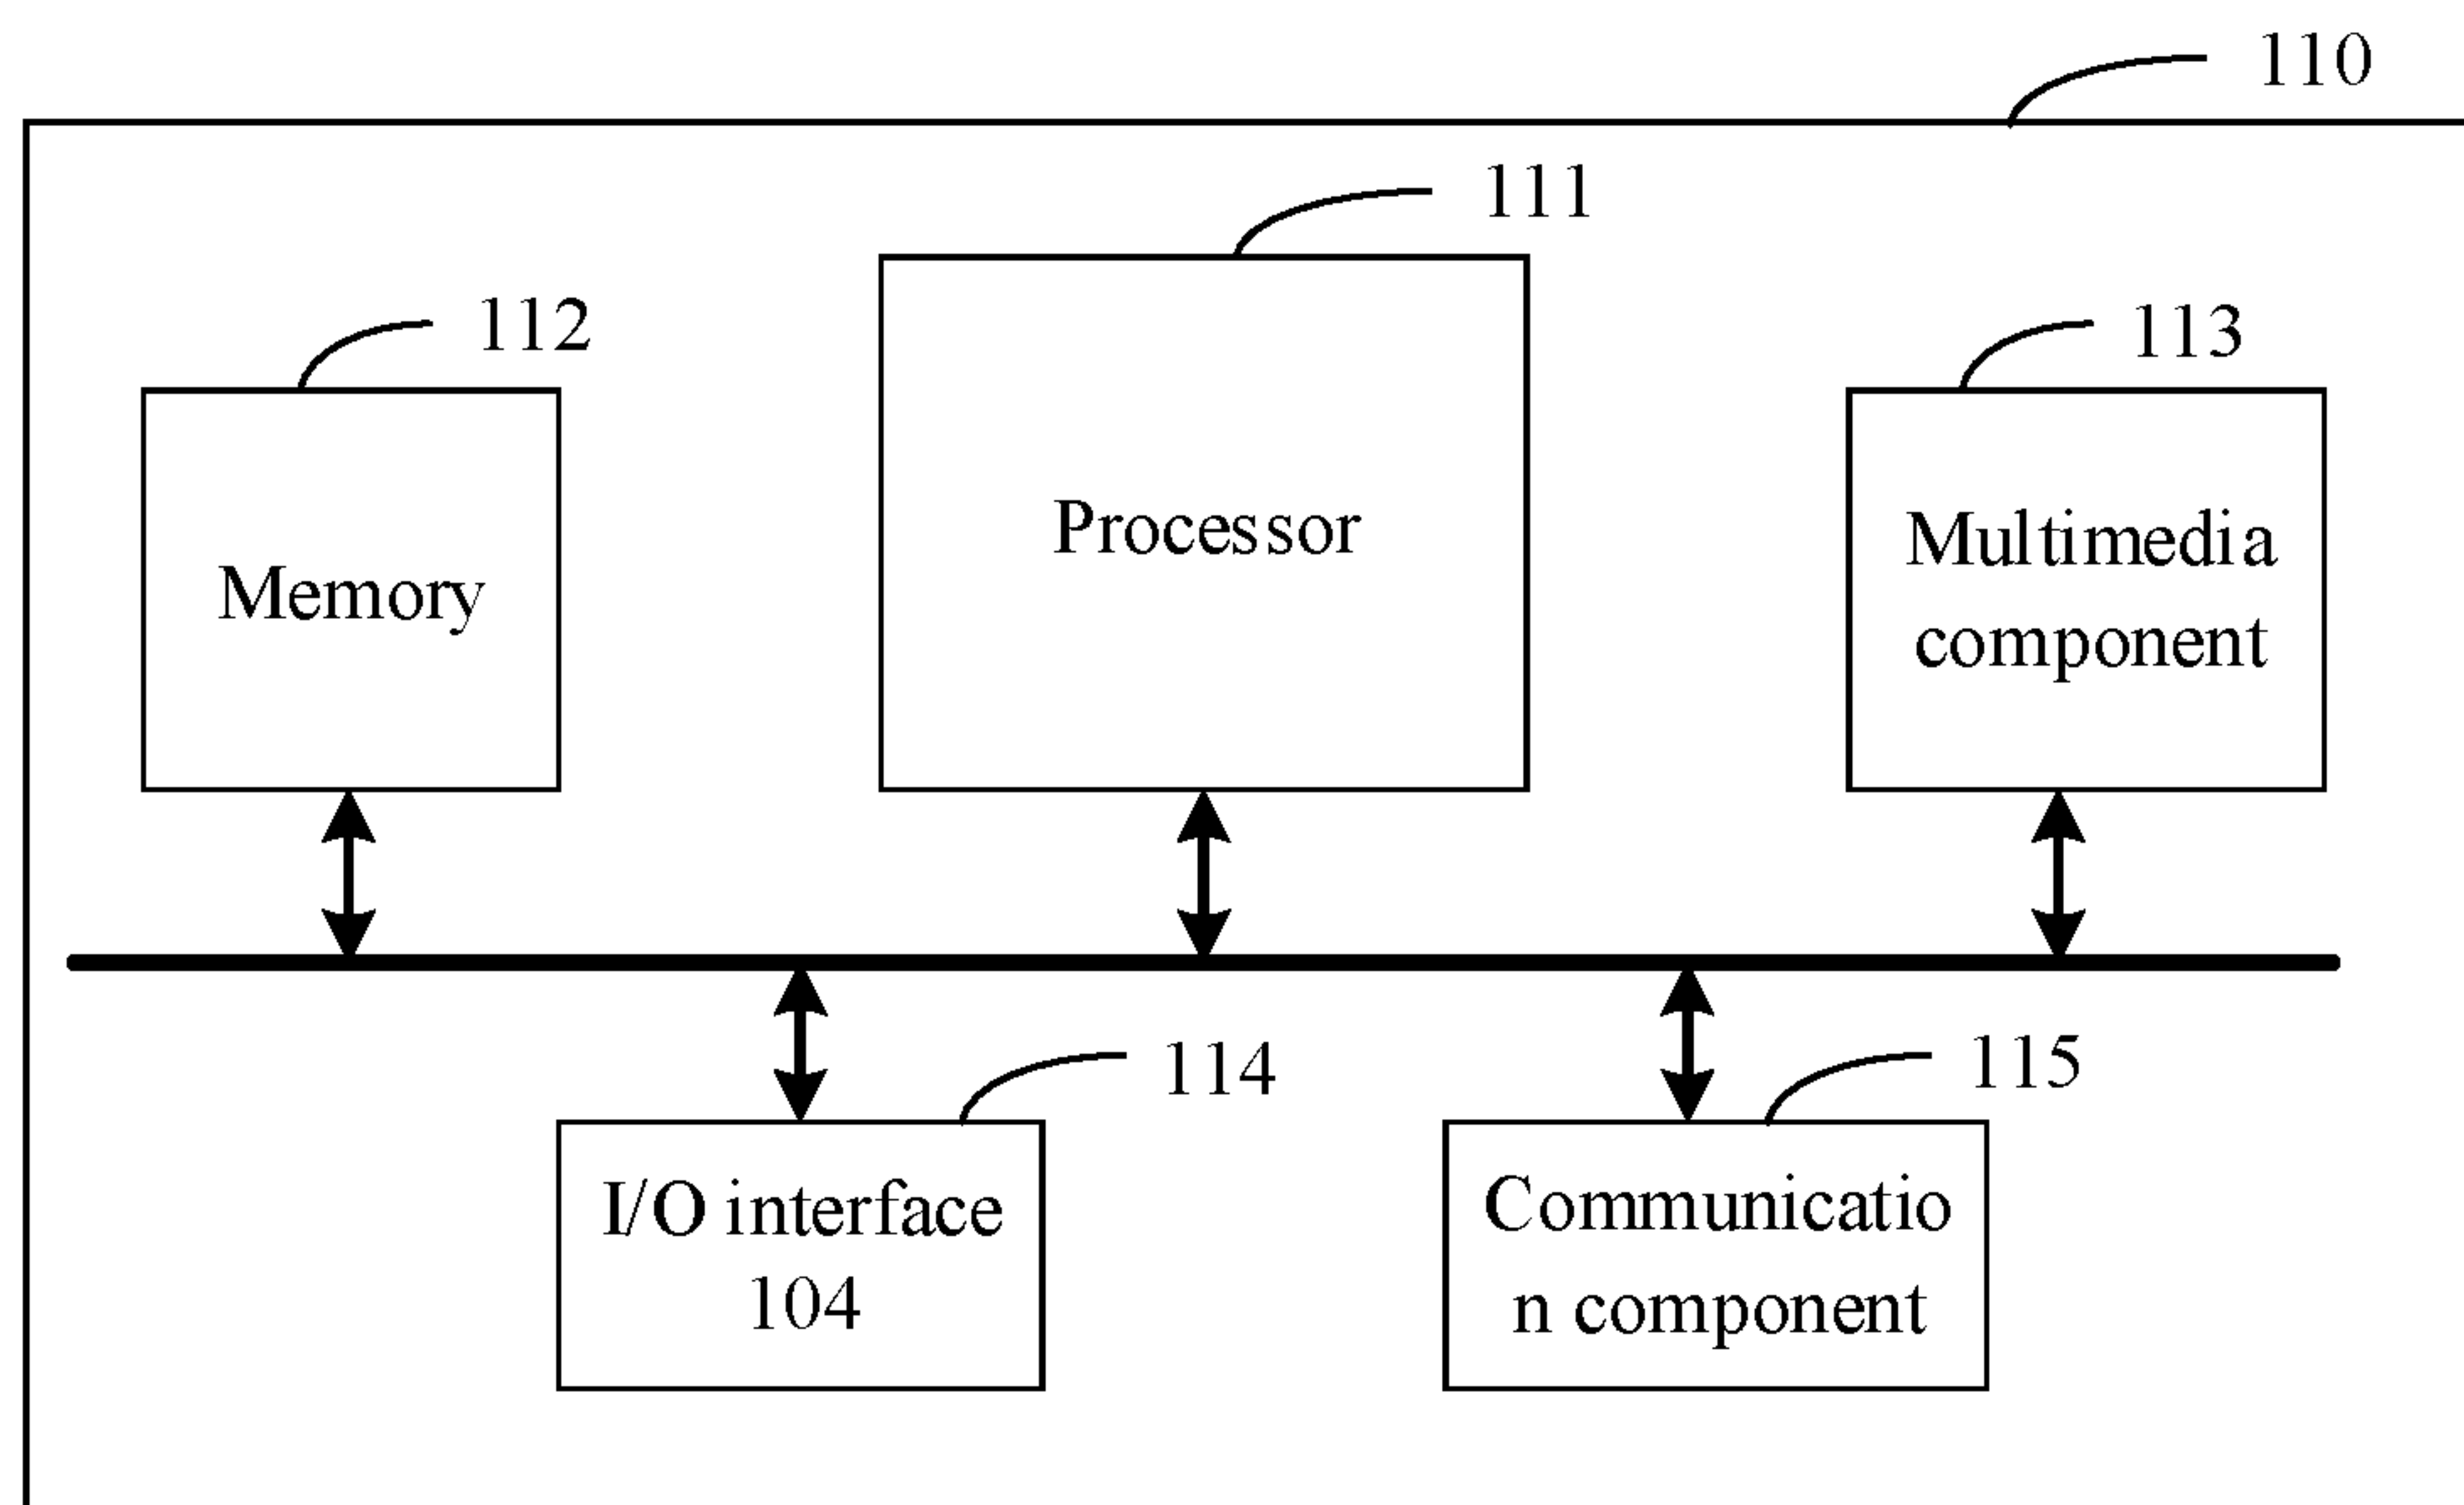 110
111
112
113
Processor
Memory
Multimedia
component
114
115
I/O interface
104
Communicatio
n component